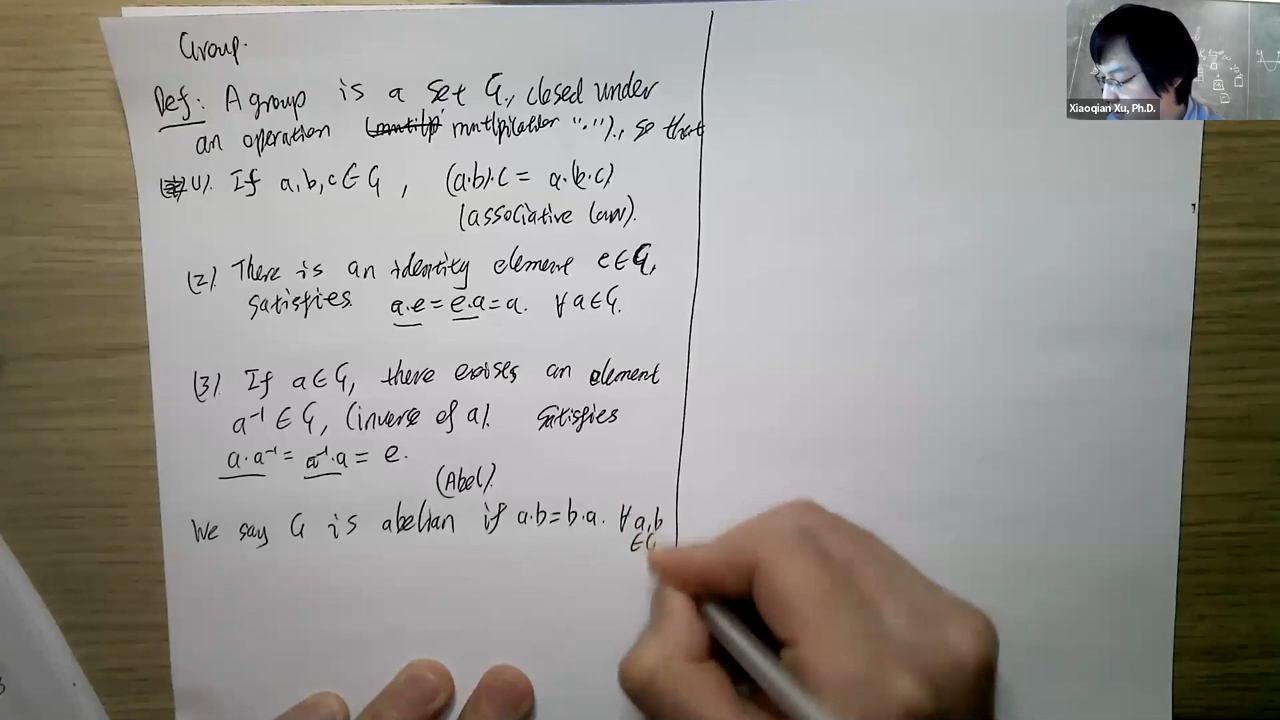 Group.
Def: A group is a set G, closed under
an operation (multiplication "·"), so that
(1). If a,b,c ∈ G, (a·b)·c = a·(b·c)
(associative law).
(2). There is an identity element e ∈ G,
satisfies a·e = e·a = a. ∀ a ∈ G.
(3). If a ∈ G, there exists an element
a⁻¹ ∈ G, (inverse of a). satisfies
a·a⁻¹ = a⁻¹·a = e.
(Abel).
We say G is abelian if a·b = b·a. ∀ a,b
∈ G
Xiaoqian Xu, Ph.D.